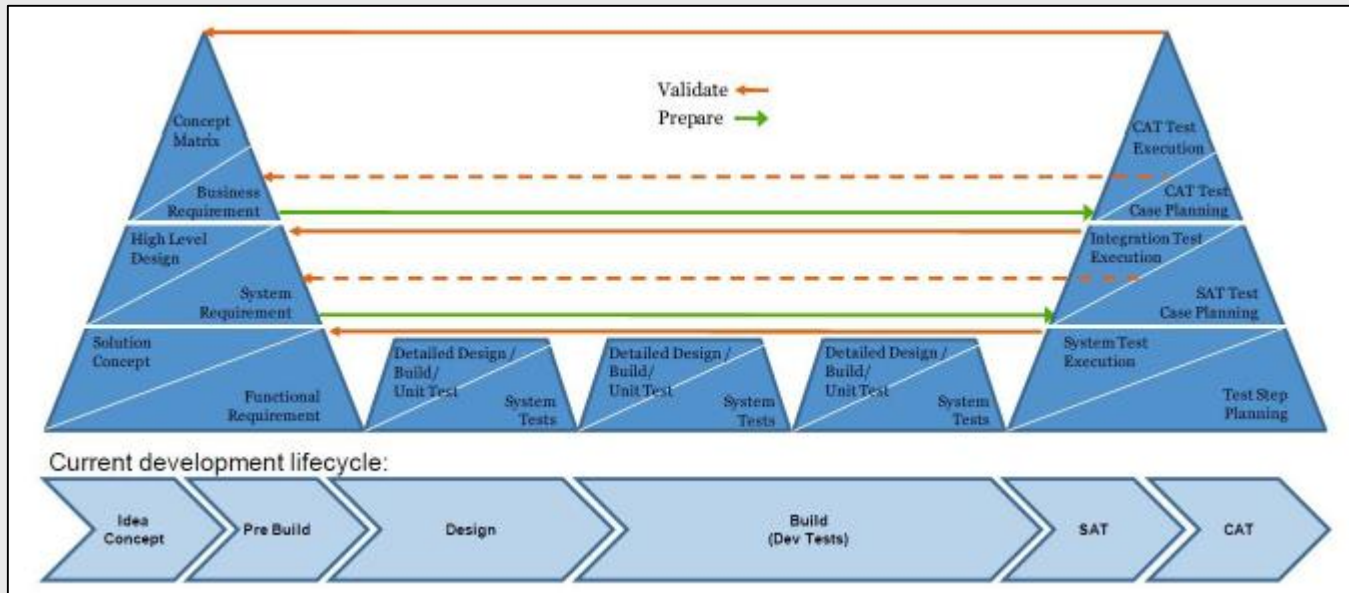 Validate
Prepare
Concept
Matrix
Business
Requirement
High Level
Design
System
Requirement
Solution
Concept
Functional
Requirement
Detailed Design /
Build/
Unit Test
System
Tests
Detailed Design /
Build/
Unit Test
System
Tests
Detailed Design /
Build/
Unit Test
System
Tests
CAT Test
Execution
CAT Test
Case Planning
Integration Test
Execution
SAT Test
Case Planning
System Test
Execution
Test Step
Planning
Current development lifecycle:
Idea
Concept
Pre Build
Design
Build
(Dev Tests)
SAT
CAT